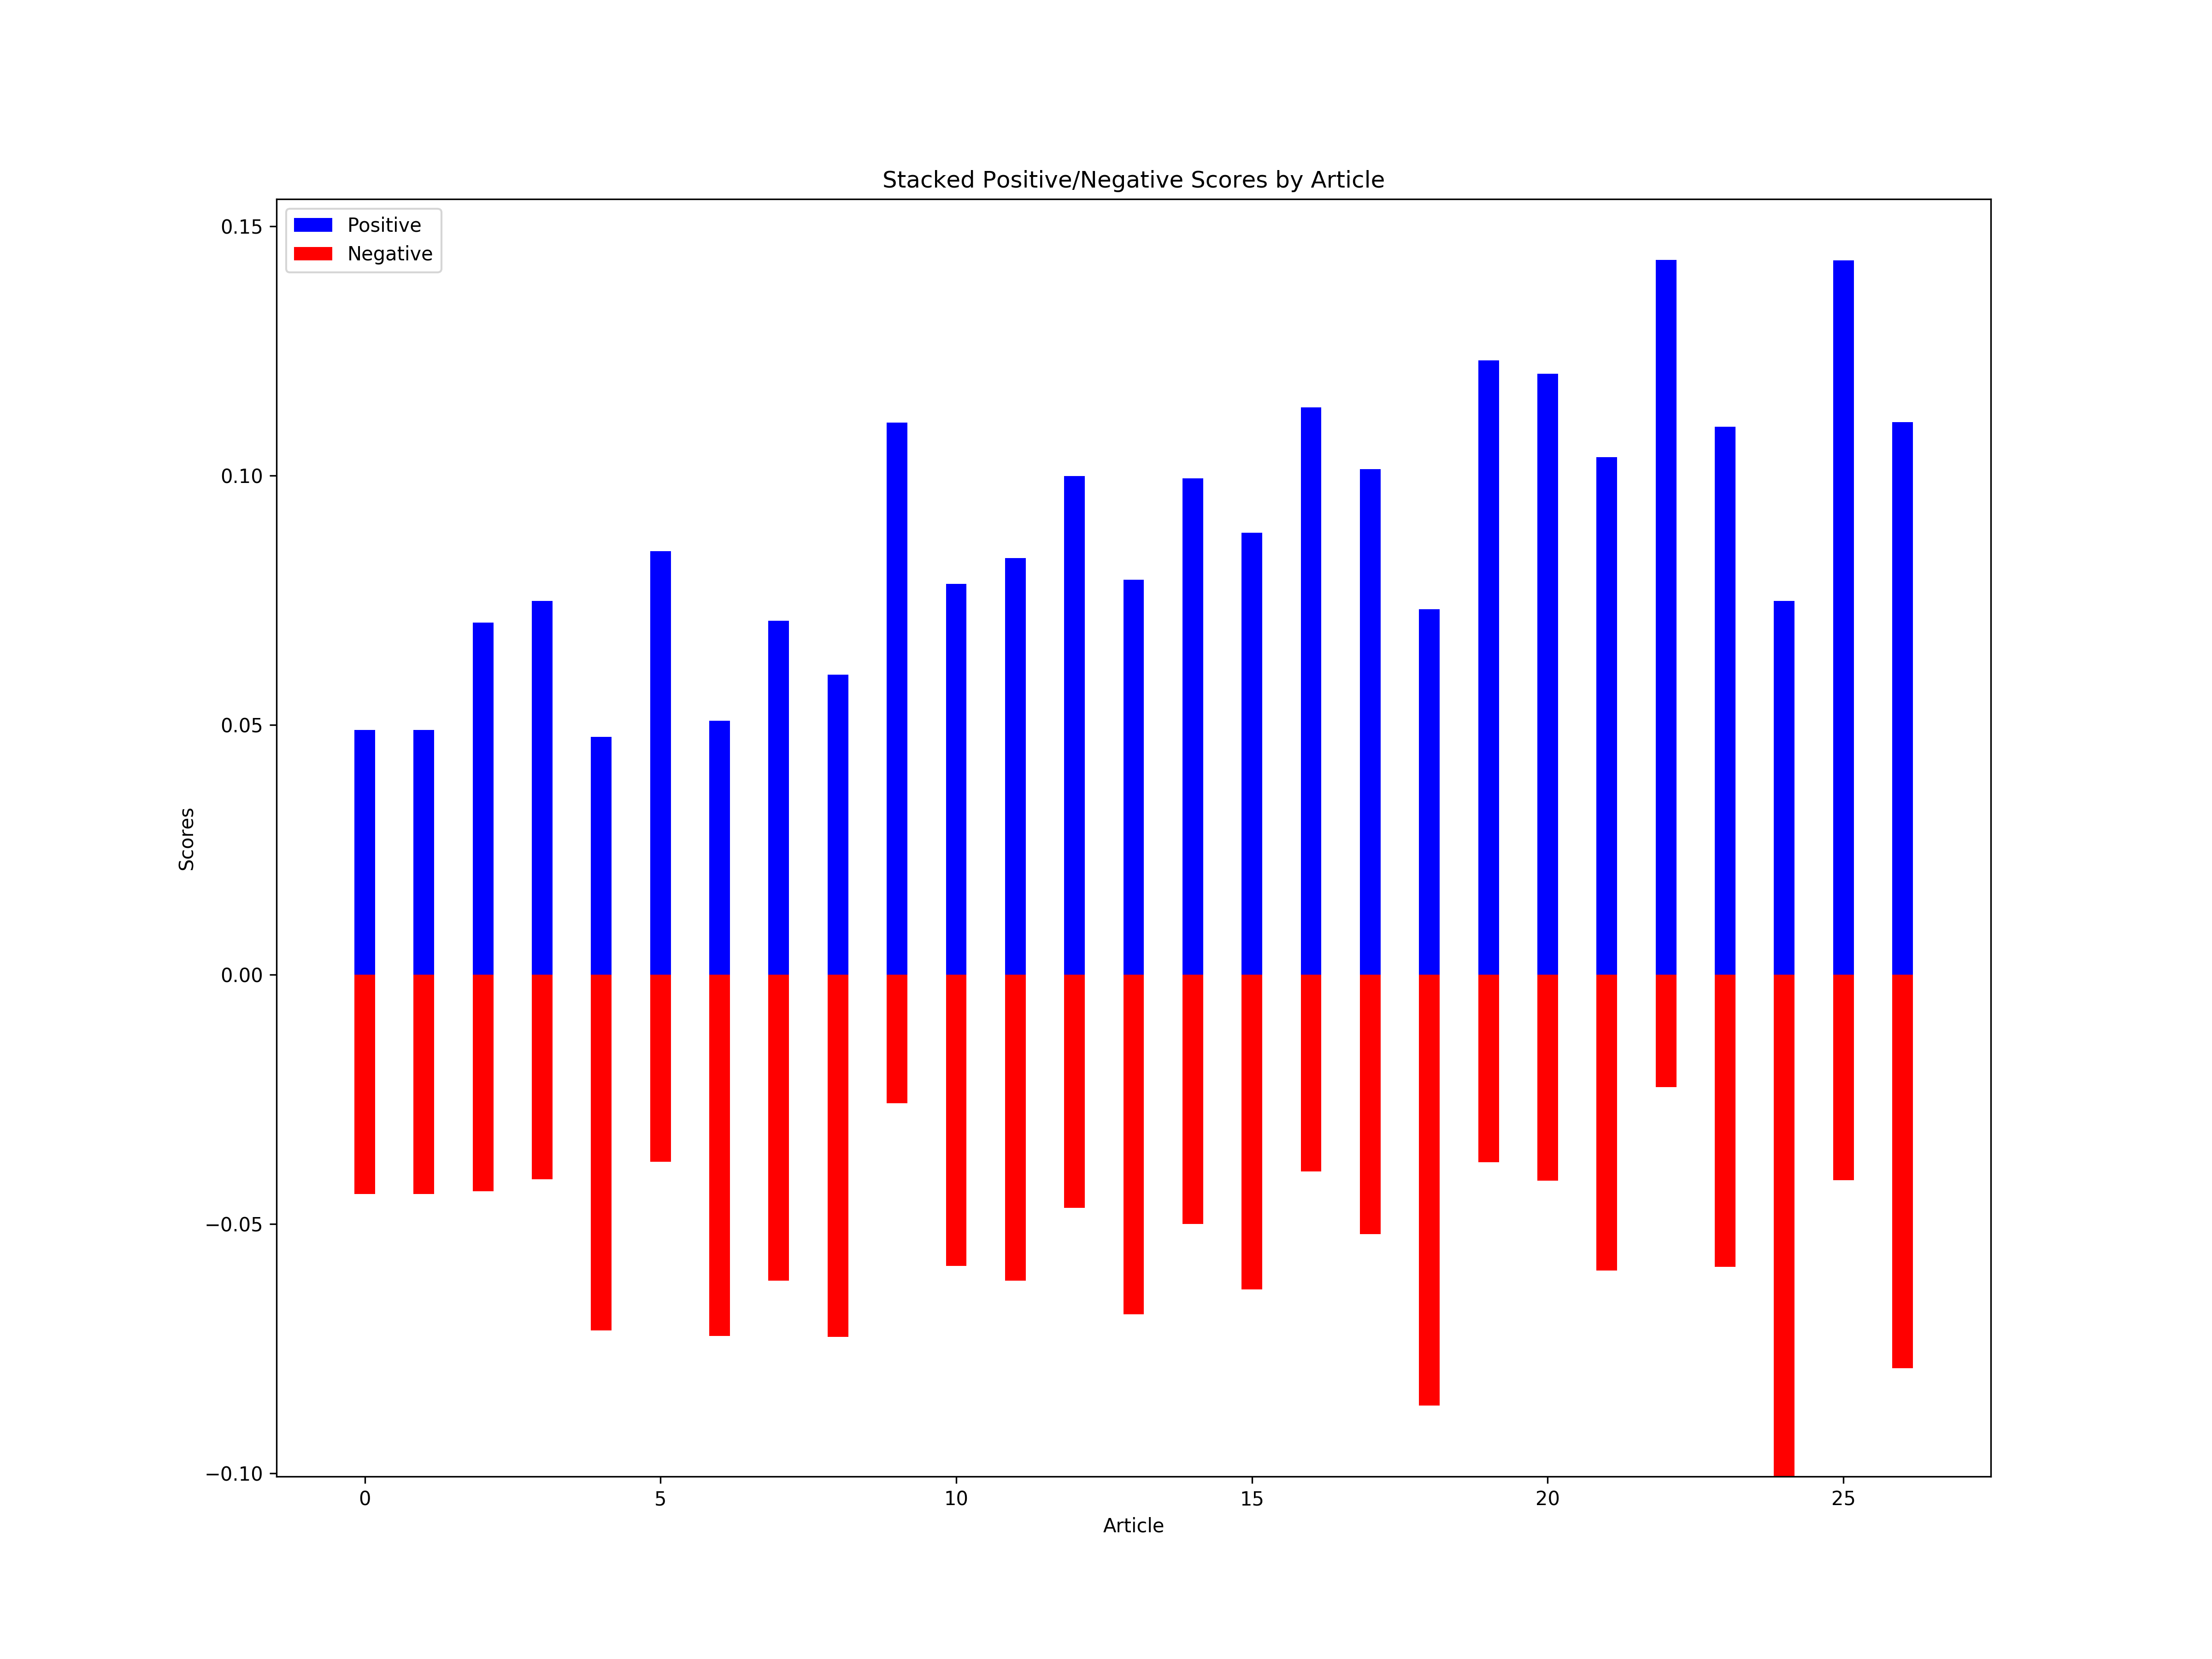 Stacked Positive/Negative Scores by Article
Positive
Negative
0.15
0.10
0.05
0.00
−0.05
−0.10
Scores
0 5 10 15 20 25
Article